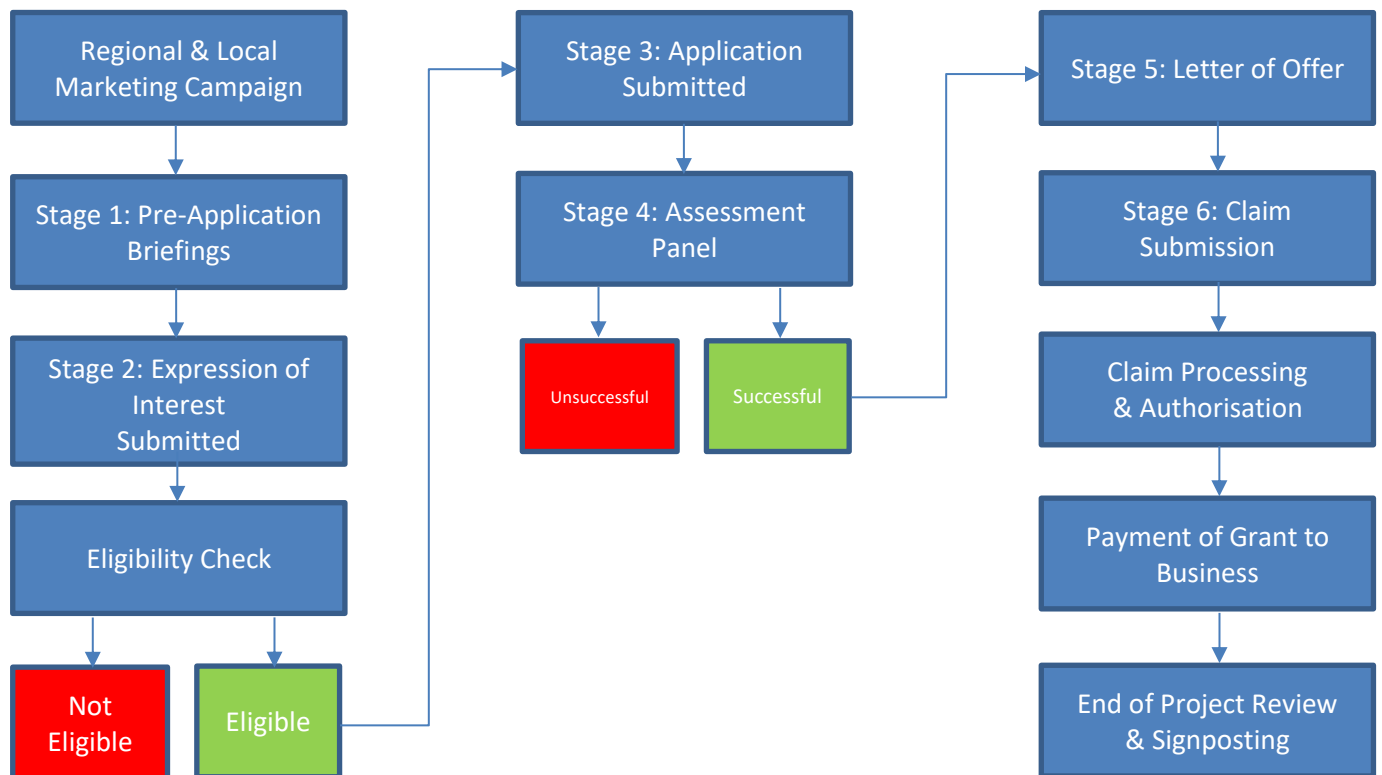 Regional & Local
Marketing Campaign
Stage 1: Pre-Application
Briefings
Stage 2: Expression of
Interest
Submitted
Eligibility Check
Not
Eligible
Eligible
Stage 3: Application
Submitted
Stage 4: Assessment
Panel
Unsuccessful
Successful
Stage 5: Letter of Offer
Stage 6: Claim
Submission
Claim Processing
& Authorisation
Payment of Grant to
Business
End of Project Review
& Signposting